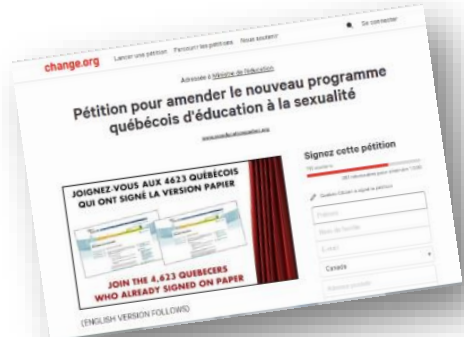 change.org Lancer une pétition Parcourir les pétitions Nous soutenir Se connecter
Adressée à Ministre de l'éducation
Pétition pour amender le nouveau programme
québécois d'éducation à la sexualité
JOIGNEZ-VOUS AUX 4623 QUÉBÉCOIS
QUI ONT SIGNÉ LA VERSION PAPIER
JOIN THE 4,623 QUEBECERS
WHO ALREADY SIGNED ON PAPER
(ENGLISH VERSION FOLLOWS)
Signez cette pétition
Prénom
Nom de famille
E-mail
Canada
Adresse postale